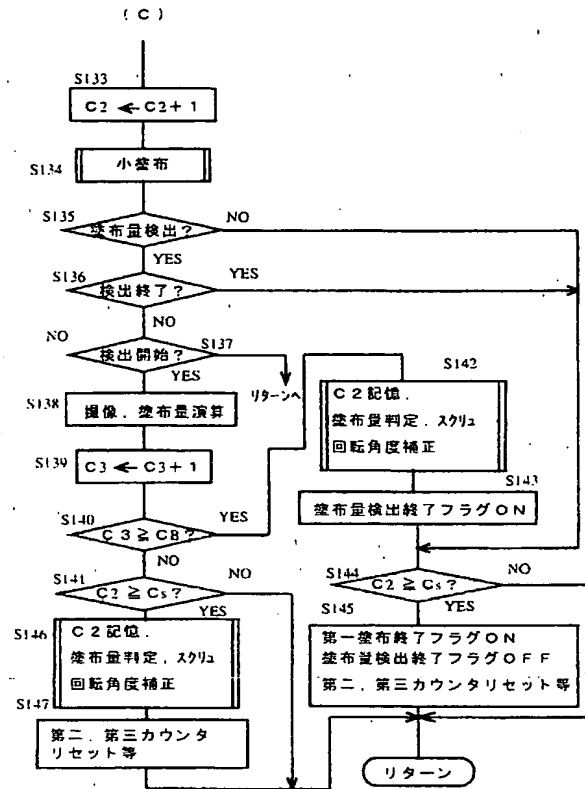 (C)
S133
C2 ← C2+1
S134
小塗布
S135
塗布量検出?
NO
YES
S136
検出終了?
YES
NO
NO
検出開始?
S137
YES
リターンへ
S138
撮像．塗布量演算
S139
C3 ← C3+1
S140
C3≧CB?
YES
NO
S141
C2≧Cs?
NO
YES
S142
C2記憶．
塗布量判定．スクリュ
回転角度補正
S143
塗布量検出終了フラグON
S144
C2≧Cs?
NO
YES
S145
第一塗布終了フラグON
塗布量検出終了フラグOFF
第二．第三カウンタリセット等
S146
C2記憶．
塗布量判定．スクリュ
回転角度補正
S147
第二．第三カウンタ
リセット等
リターン